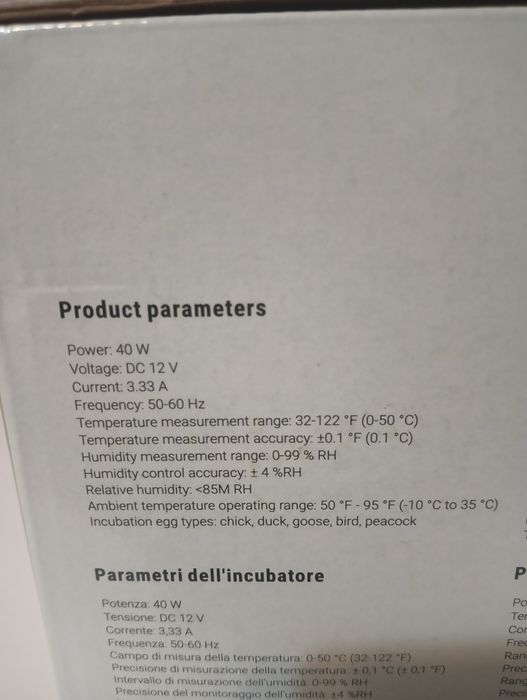 Product parameters
Power: 40 W
Voltage: DC 12 V
Current: 3.33 A
Frequency: 50-60 Hz
Temperature measurement range: 32-122 °F (0-50 °C)
Temperature measurement accuracy: ±0.1 °F (0.1 °C)
Humidity measurement range: 0-99 % RH
Humidity control accuracy: ± 4 %RH
Relative humidity: <85M RH
Ambient temperature operating range: 50 °F - 95 °F (-10 °C to 35 °C)
Incubation egg types: chick, duck, goose, bird, peacock
Parametri dell'incubatore
Potenza: 40 W
Tensione: DC 12 V
Corrente: 3,33 A
Frequenza: 50-60 Hz
Campo di misura della temperatura: 0-50 °C (32-122 °F)
Precisione di misurazione della temperatura: ± 0,1 °C (± 0,1 °F)
Intervallo di misurazione dell'umidità: 0-99 % RH
Precisione del monitoraggio dell'umidità: ±4 %RH